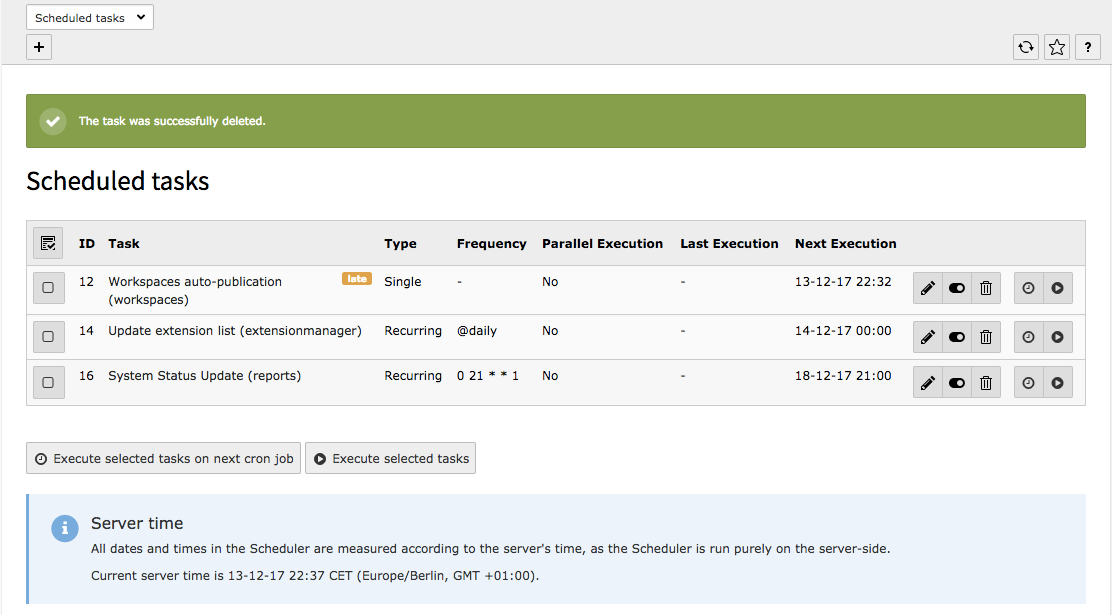 Scheduled tasks
+
?
The task was successfully deleted.
Scheduled tasks
ID Task Type Frequency Parallel Execution Last Execution Next Execution
12 Workspaces auto-publication late Single - No - 13-12-17 22:32
(workspaces)
14 Update extension list (extensionmanager) Recurring @daily No - 14-12-17 00:00
16 System Status Update (reports) Recurring 0 21 * * 1 No - 18-12-17 21:00
Execute selected tasks on next cron job Execute selected tasks
i Server time
All dates and times in the Scheduler are measured according to the server's time, as the Scheduler is run purely on the server-side.
Current server time is 13-12-17 22:37 CET (Europe/Berlin, GMT +01:00).